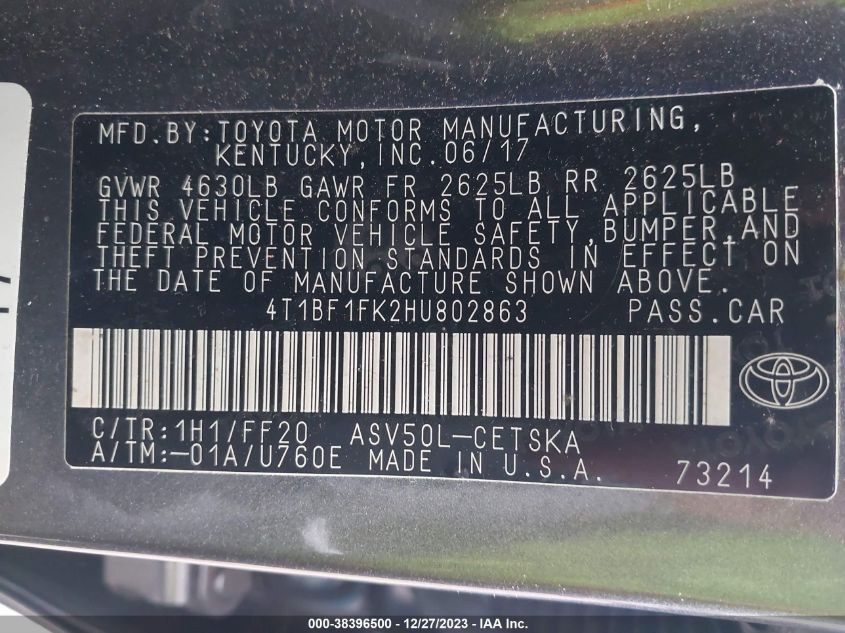 MFD.BY:TOYOTA MOTOR MANUFACTURING,
KENTUCKY,INC.06/17
GVWR 4630LB GAWR FR 2625LB RR 2625LB
THIS VEHICLE CONFORMS TO ALL APPLICABLE
FEDERAL MOTOR VEHICLE SAFETY,BUMPER,AND
THEFT PREVENTION STANDARDS IN EFFECT ON
THE DATE OF MANUFACTURE SHOWN ABOVE.
4T1BF1FK2HU802863 PASS.CAR
C/TR:1H1/FF20 ASV50L-CETSKA
A/TM:-01A/U760E MADE IN U.S.A. 73214
000-38396500 - 12/27/2023 - © IAA, Inc.